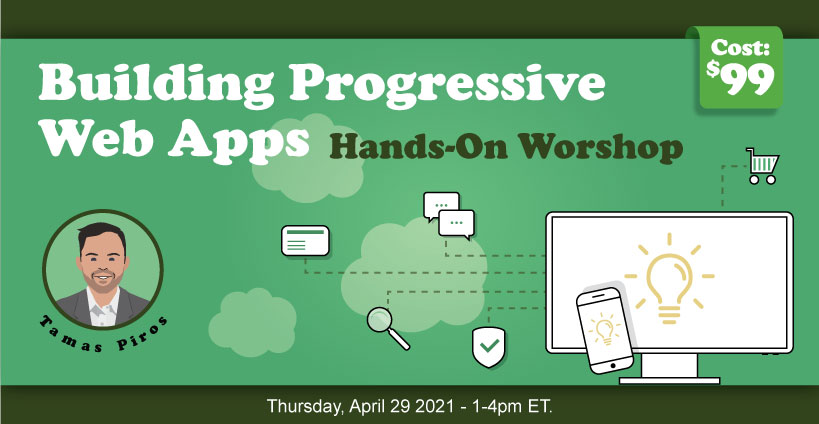 Cost:
$99
Building Progressive
Web Apps Hands-On Worshop
Tamas Piros
Thursday, April 29 2021 - 1-4pm ET.